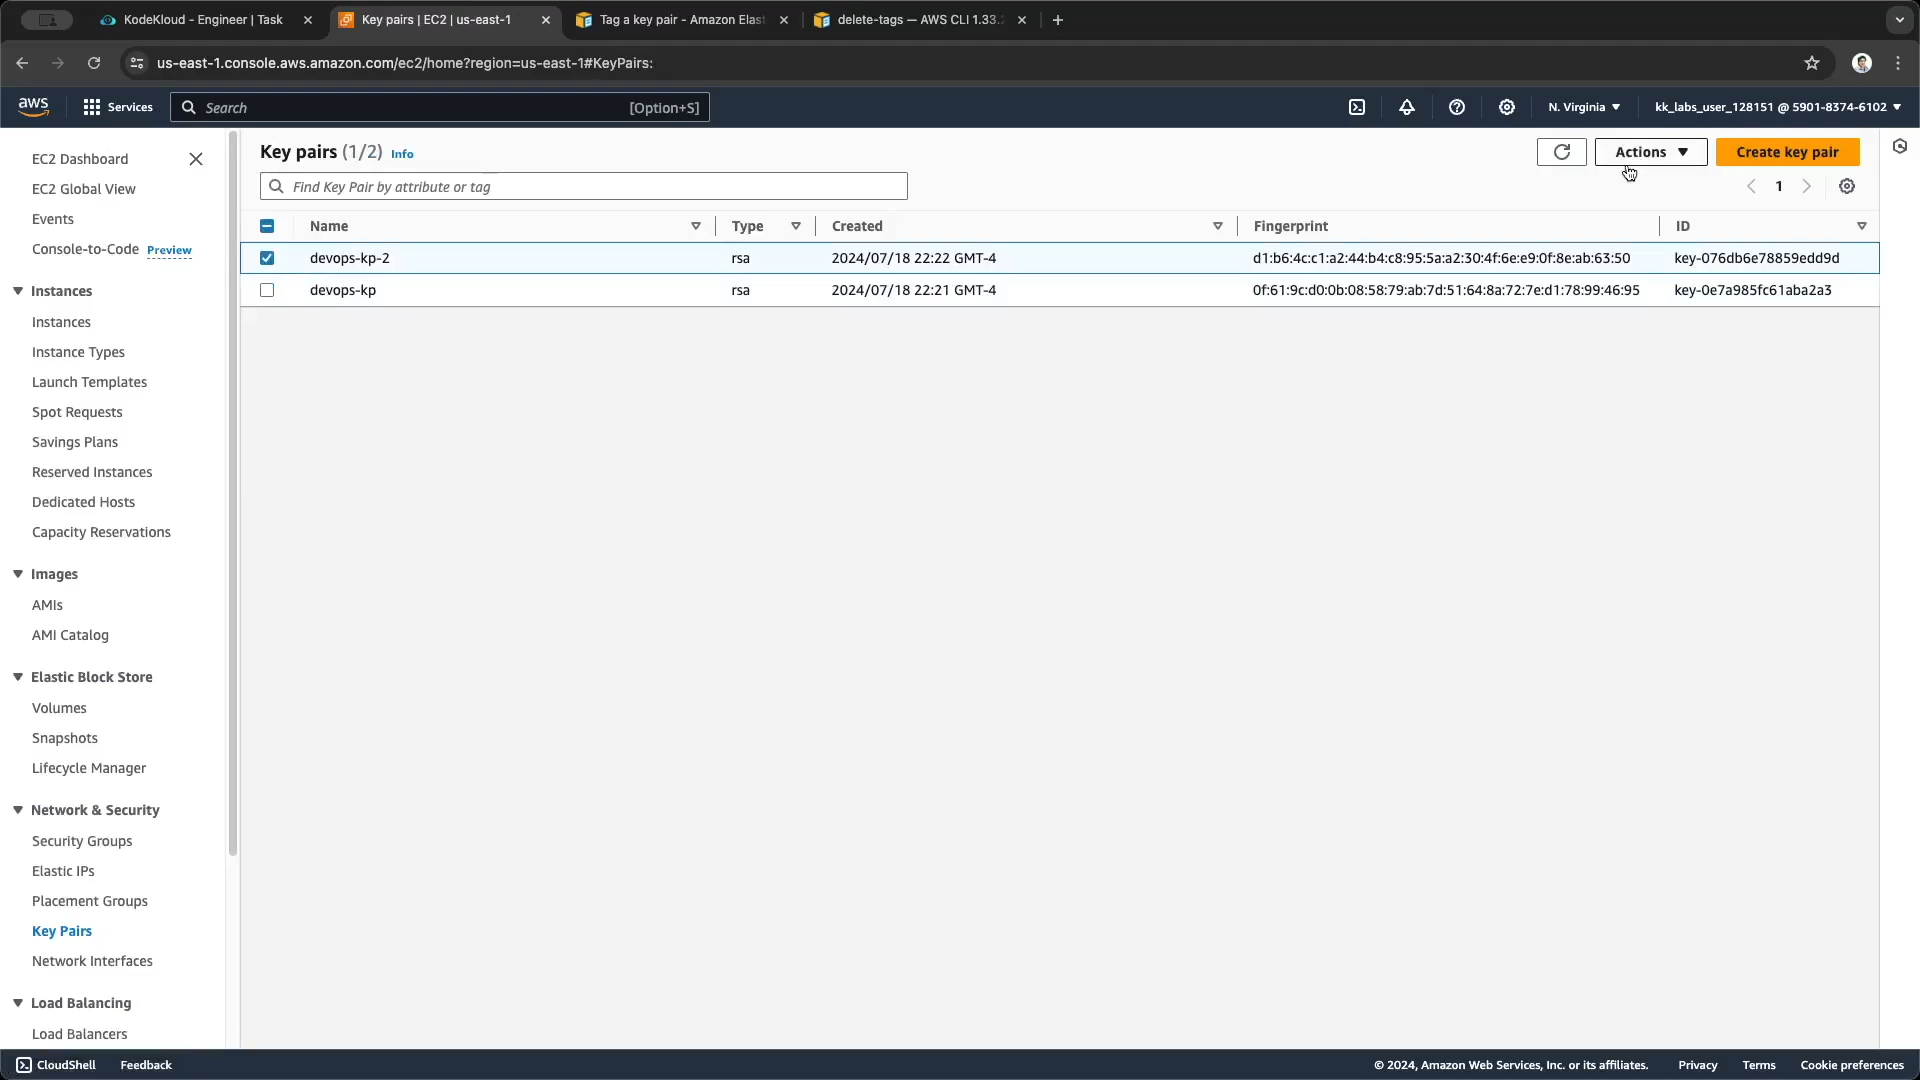 KodeKloud - Engineer | Task
Key pairs | EC2 | us-east-1
Tag a key pair - Amazon Elas
delete-tags — AWS CLI 1.33.
us-east-1.console.aws.amazon.com/ec2/home?region=us-east-1#KeyPairs:
aws
Services
Search
[Option+S]
N. Virginia
kk_labs_user_128151 @ 5901-8374-6102
EC2 Dashboard
EC2 Global View
Events
Console-to-Code Preview
Instances
Instances
Instance Types
Launch Templates
Spot Requests
Savings Plans
Reserved Instances
Dedicated Hosts
Capacity Reservations
Images
AMIs
AMI Catalog
Elastic Block Store
Volumes
Snapshots
Lifecycle Manager
Network & Security
Security Groups
Elastic IPs
Placement Groups
Key Pairs
Network Interfaces
Load Balancing
Load Balancers
Key pairs (1/2) Info
Actions
Create key pair
Find Key Pair by attribute or tag
1
Name Type Created Fingerprint ID
devops-kp-2 rsa 2024/07/18 22:22 GMT-4 d1:b6:4c:c1:a2:44:b4:c8:95:5a:a2:30:4f:6e:e9:0f:8e:ab:63:50 key-076db6e78859edd9d
devops-kp rsa 2024/07/18 22:21 GMT-4 0f:61:9c:d0:0b:08:58:79:ab:7d:51:64:8a:72:7e:d1:78:99:46:95 key-0e7a985fc61aba2a3
CloudShell
Feedback
© 2024, Amazon Web Services, Inc. or its affiliates.
Privacy
Terms
Cookie preferences